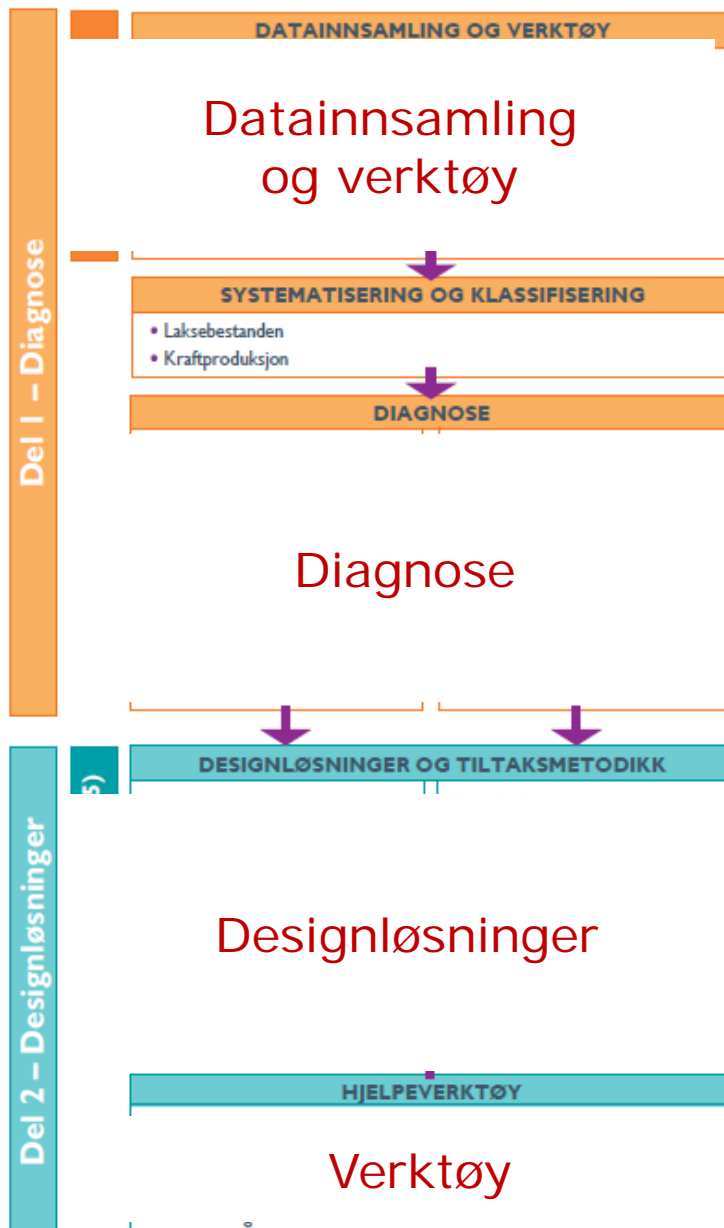 Del 1 – Diagnose
DATAINNSAMLING OG VERKTØY
Datainnsamling
og verktøy
SYSTEMATISERING OG KLASSIFISERING
• Laksebestanden
• Kraftproduksjon
DIAGNOSE
Diagnose
Del 2 – Designløsninger
DESIGNLØSNINGER OG TILTAKSMETODIKK
Designløsninger
HJELPEVERKTØY
Verktøy